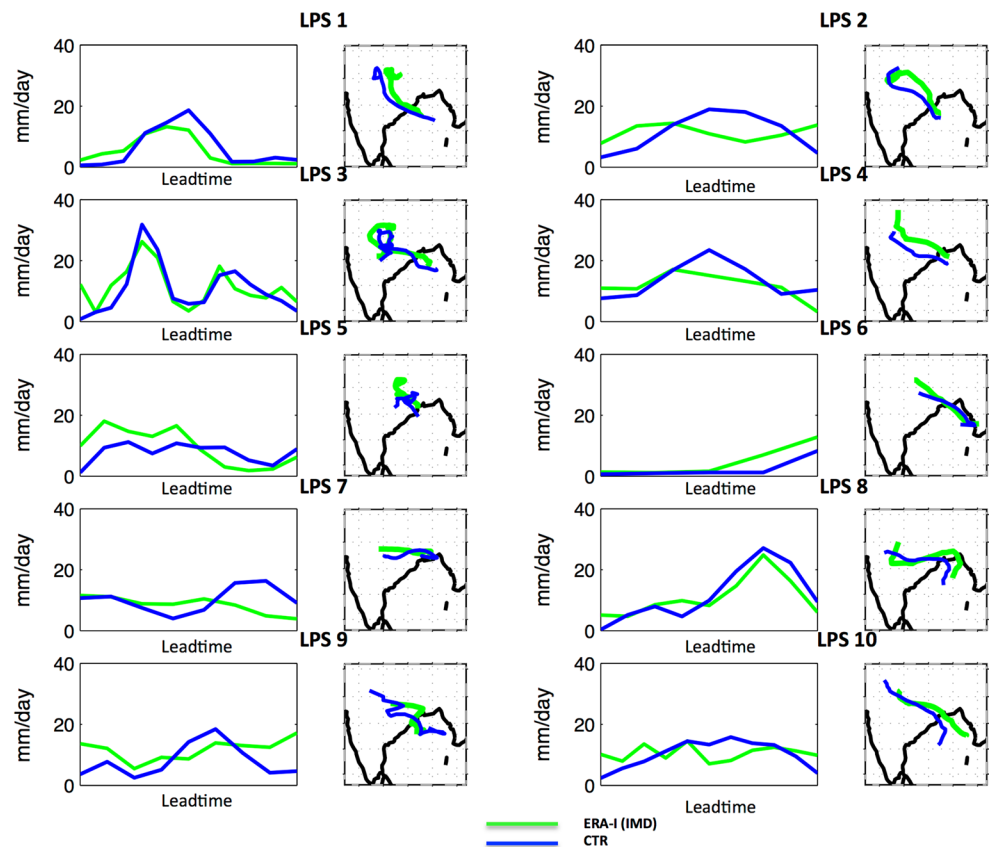 LPS 1
40
20
0
mm/day
Leadtime
LPS 2
40
20
0
mm/day
Leadtime
LPS 3
40
20
0
mm/day
Leadtime
LPS 4
40
20
0
mm/day
Leadtime
LPS 5
40
20
0
mm/day
Leadtime
LPS 6
40
20
0
mm/day
Leadtime
LPS 7
40
20
0
mm/day
Leadtime
LPS 8
40
20
0
mm/day
Leadtime
LPS 9
40
20
0
mm/day
Leadtime
LPS 10
40
20
0
mm/day
Leadtime
ERA-I (IMD)
CTR